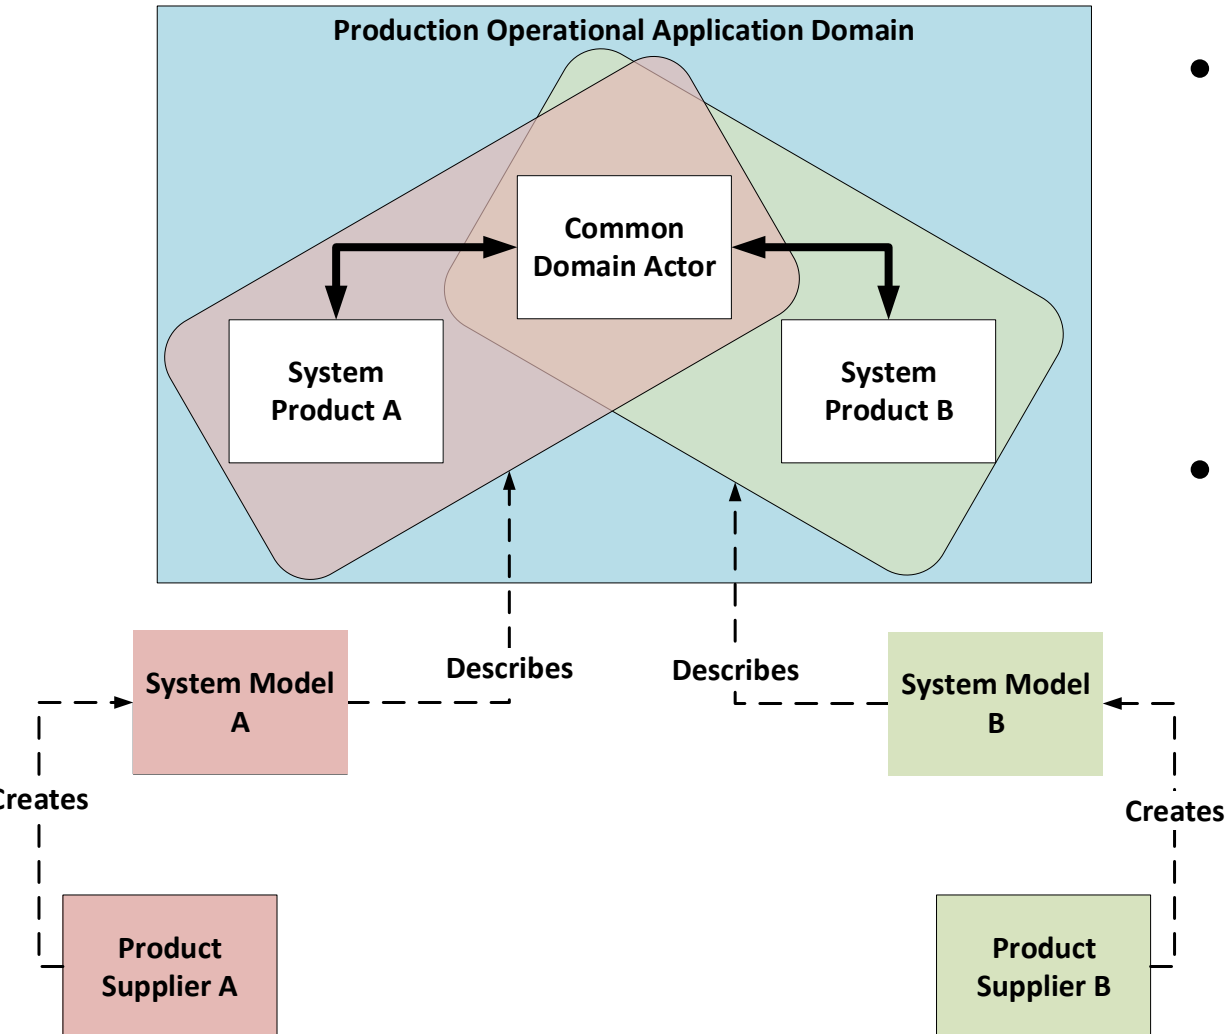 Production Operational Application Domain
Common
Domain Actor
System
Product A
System
Product B
Describes
Describes
System Model
A
System Model
B
Creates
Creates
Product
Supplier A
Product
Supplier B